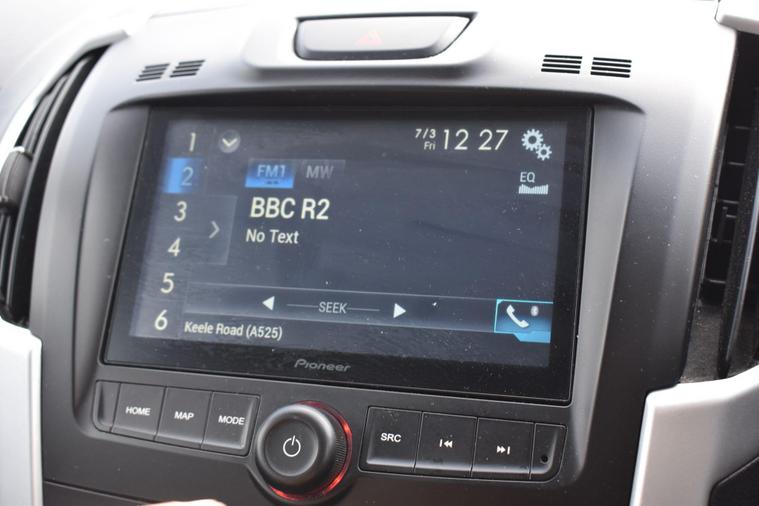 1
7/3
Fri
12 27
2
FM1 MW
EQ
3
BBC R2
No Text
4
5
SEEK
6
Keele Road (A525)
Pioneer
HOME
MAP
MODE
SRC